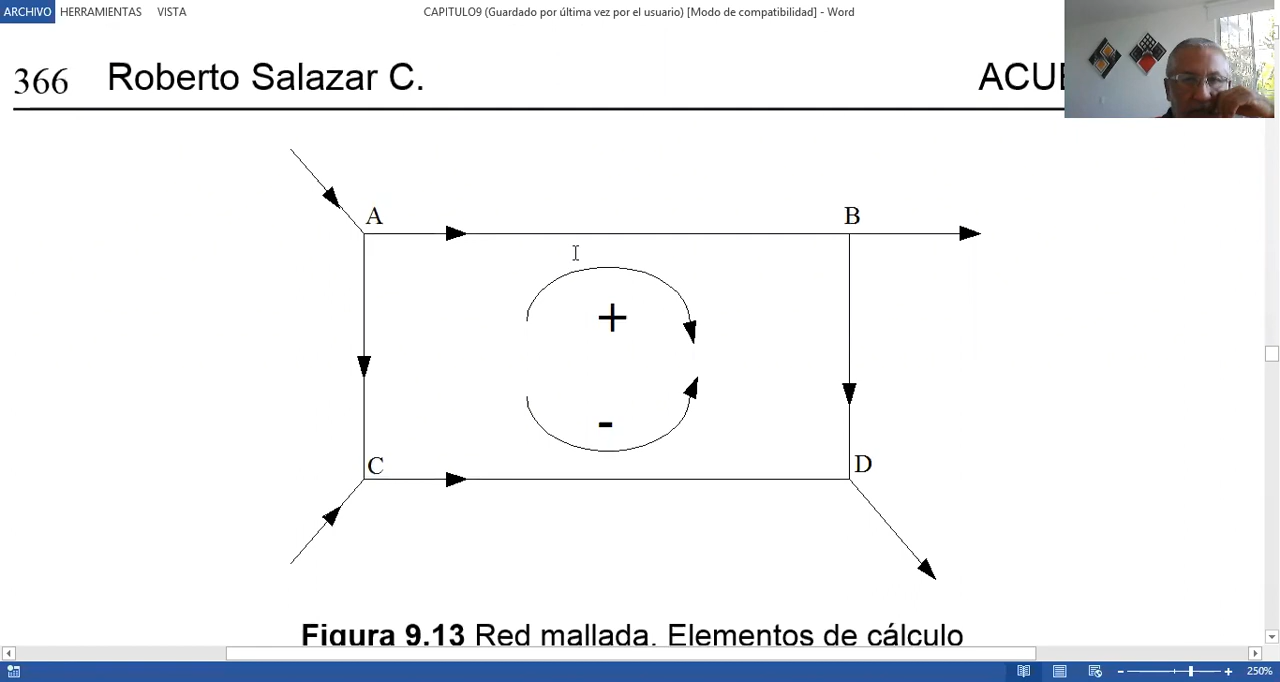 ARCHIVO HERRAMIENTAS VISTA CAPITULO9 (Guardado por última vez por el usuario) [Modo de compatibilidad] - Word
366 Roberto Salazar C.
A B
+
-
C D
Figura 9.13 Red mallada. Elementos de cálculo
250%